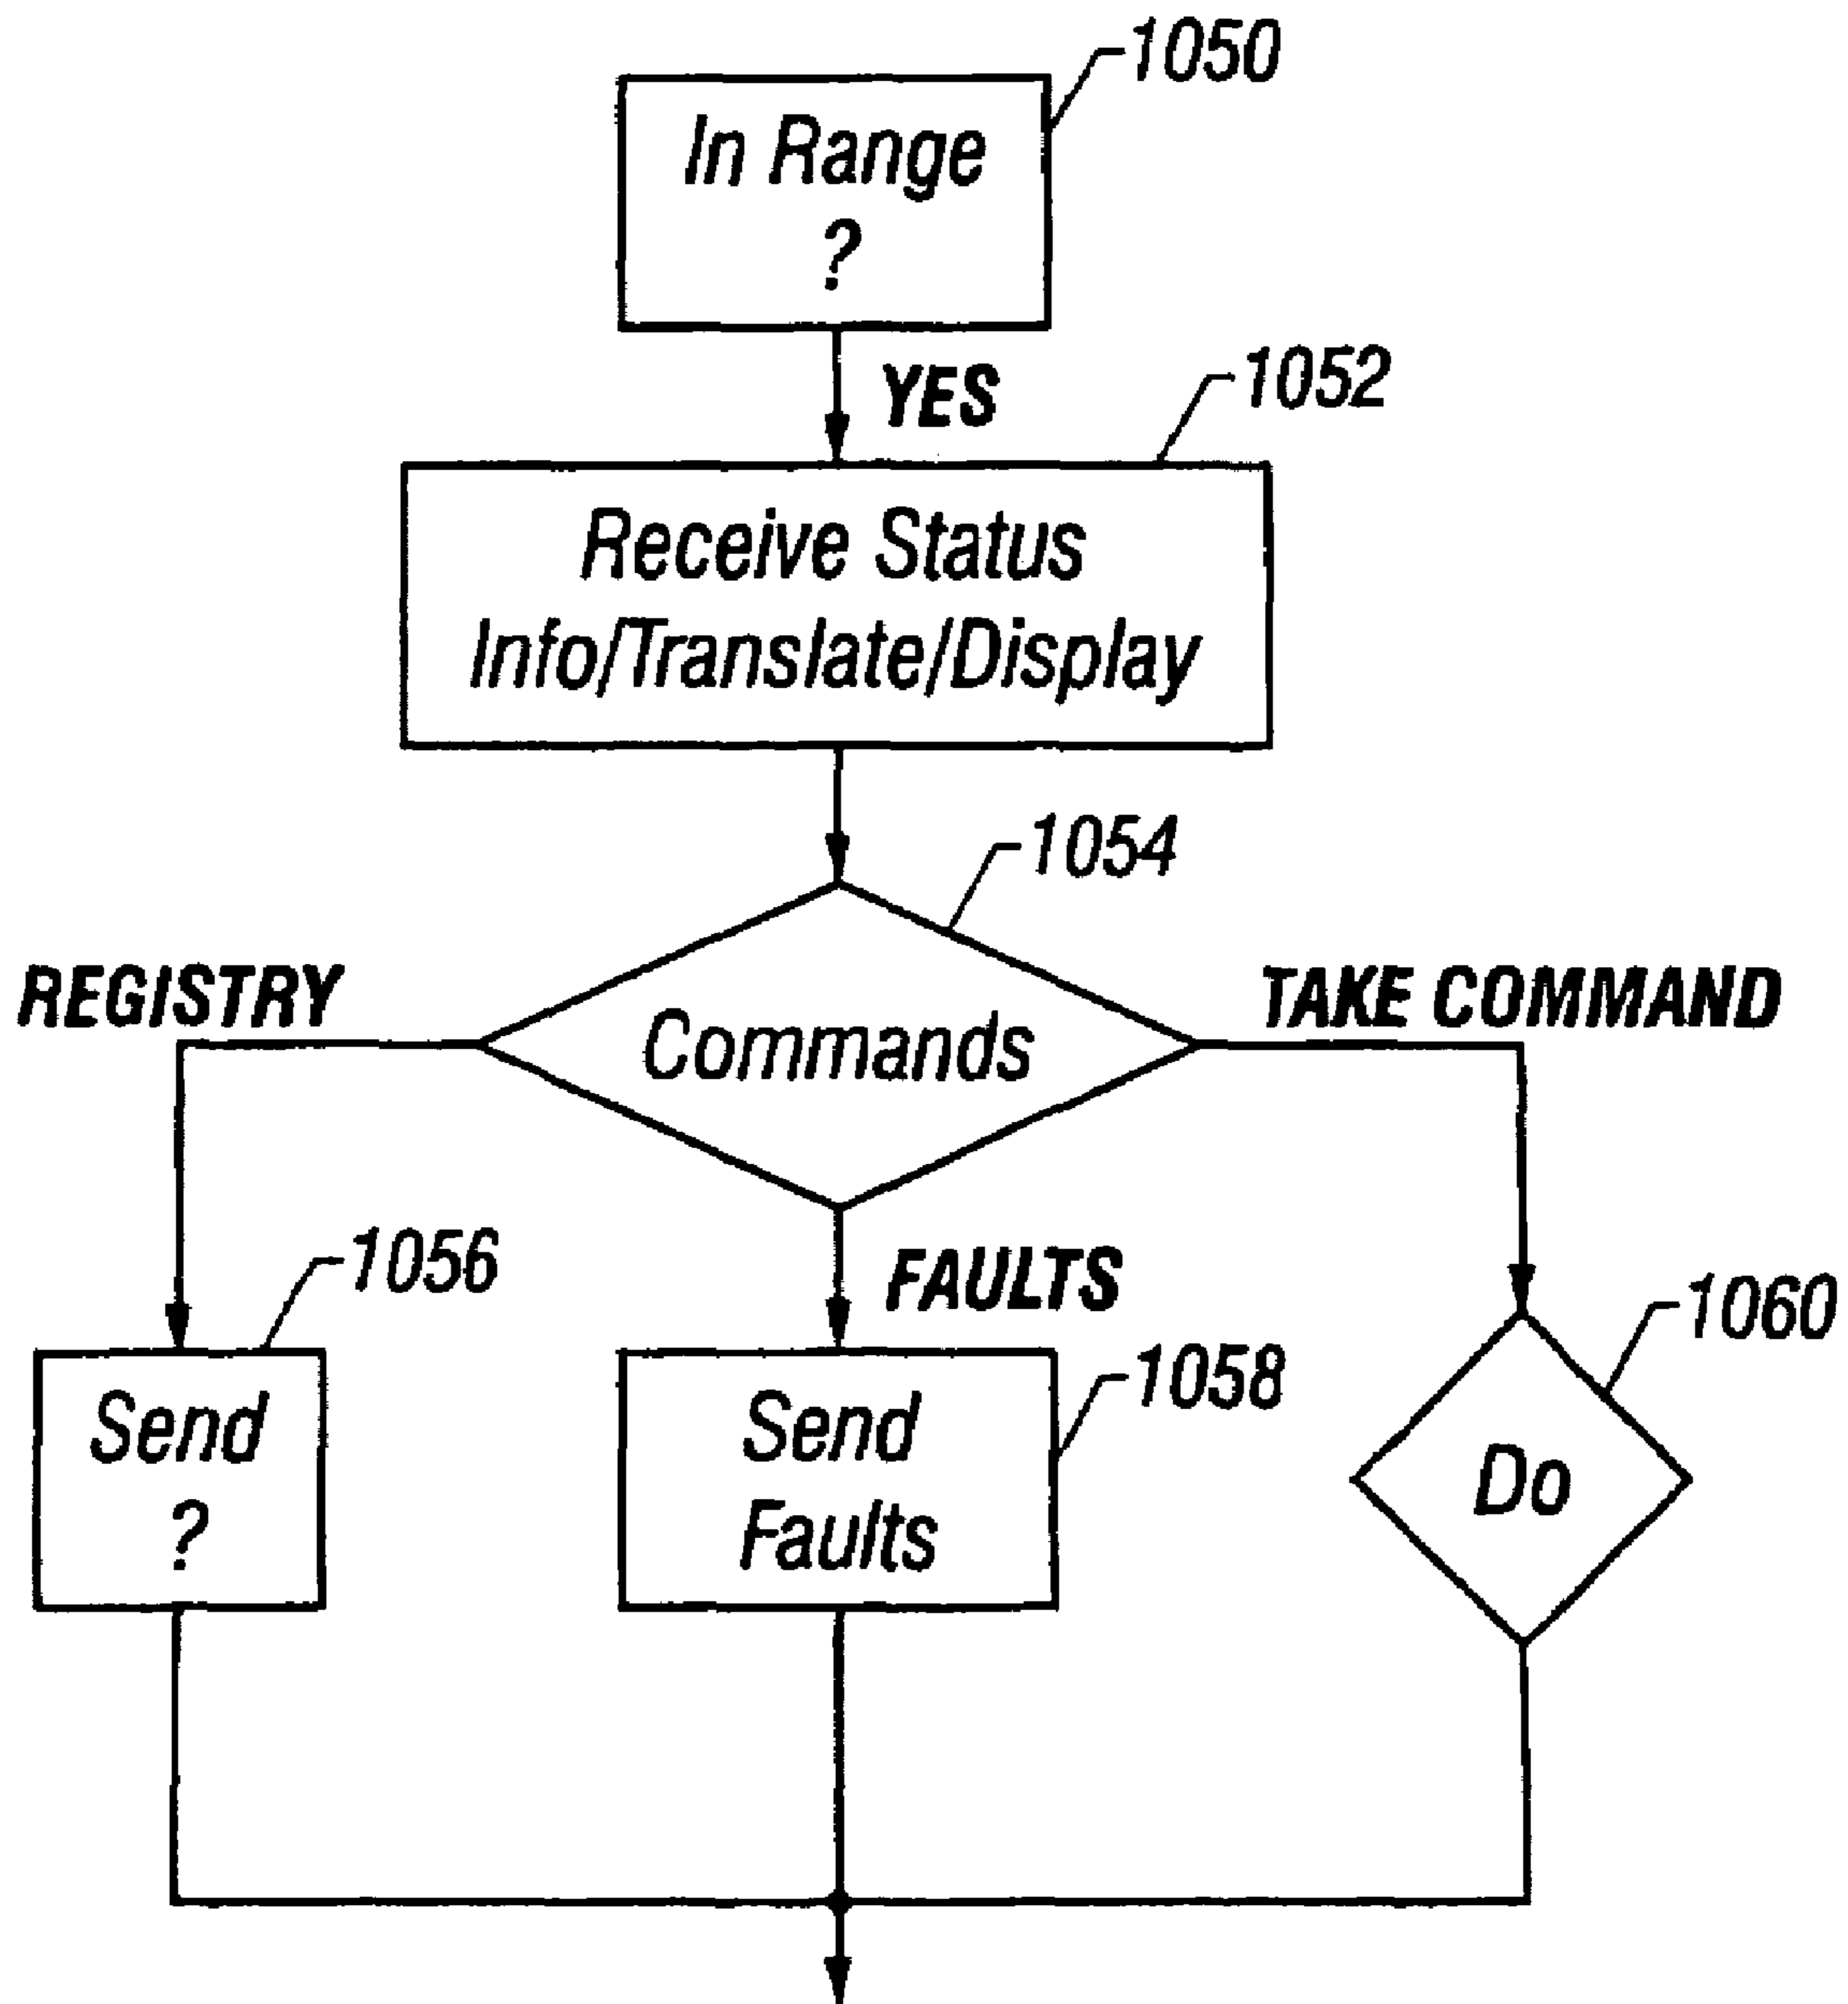 1050
In Range
?
YES
1052
Receive Status
Info/Translate/Display
1054
REGISTRY
Commands
TAKE COMMAND
1056
FAULTS
1058
1060
Send
?
Send
Faults
Do